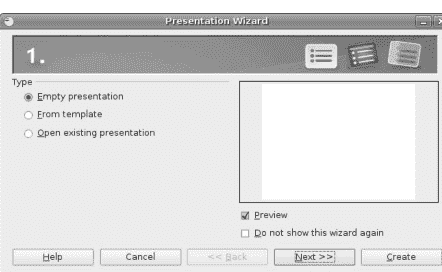 Presentation Wizard
1.
Type
Empty presentation
From template
Open existing presentation
Preview
Do not show this wizard again
Help
Cancel
<< Back
Next >>
Create